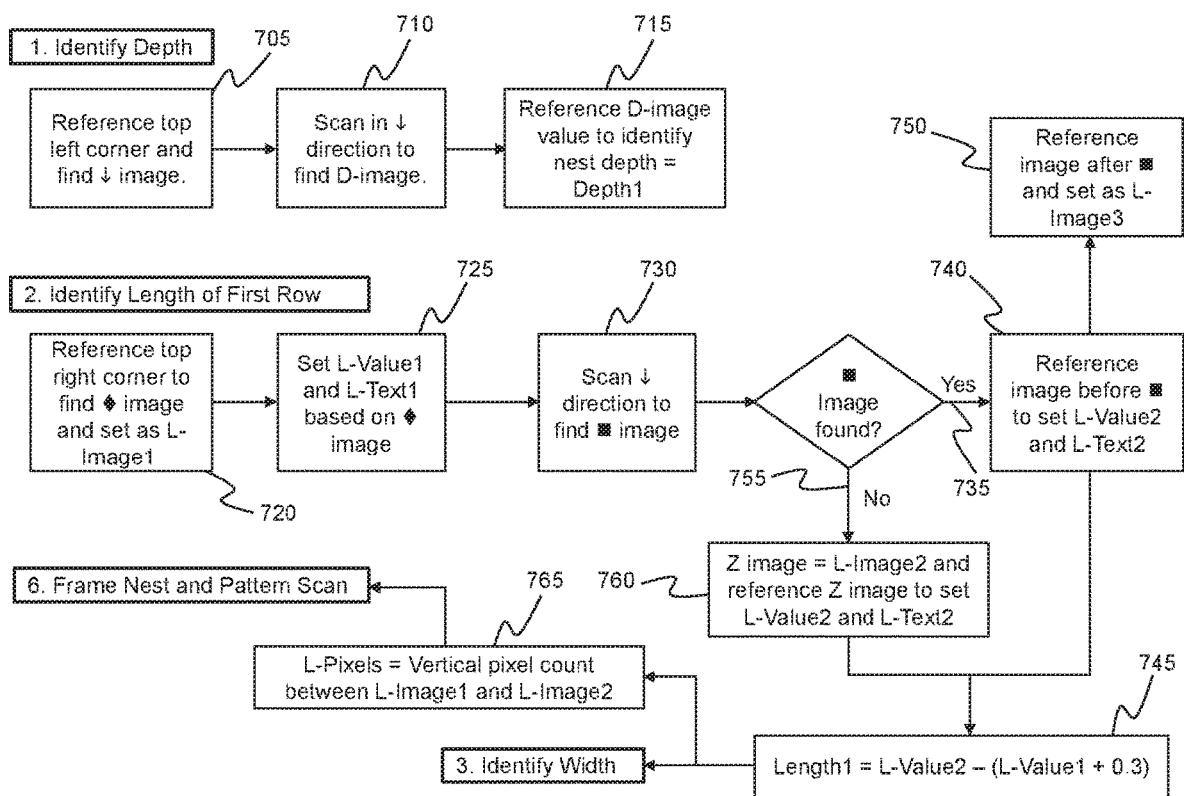 1. Identify Depth
705
710
715
Reference top
left corner and
find ↓ image.
Scan in ↓
direction to
find D-image.
Reference D-image
value to identify
nest depth =
Depth1
750
Reference
image after ■
and set as L-
Image3
2. Identify Length of First Row
725
730
740
Reference top
right corner to
find ♦ image
and set as L-
Image1
720
Set L-Value1
and L-Text1
based on ♦
image
Scan ↓
direction to
find ■ image
■
Image
found?
Yes
735
755
No
Reference
image before ■
to set L-Value2
and L-Text2
760
Z image = L-Image2 and
reference Z image to set
L-Value2 and L-Text2
6. Frame Nest and Pattern Scan
765
L-Pixels = Vertical pixel count
between L-Image1 and L-Image2
745
3. Identify Width
Length1 = L-Value2 – (L-Value1 + 0.3)